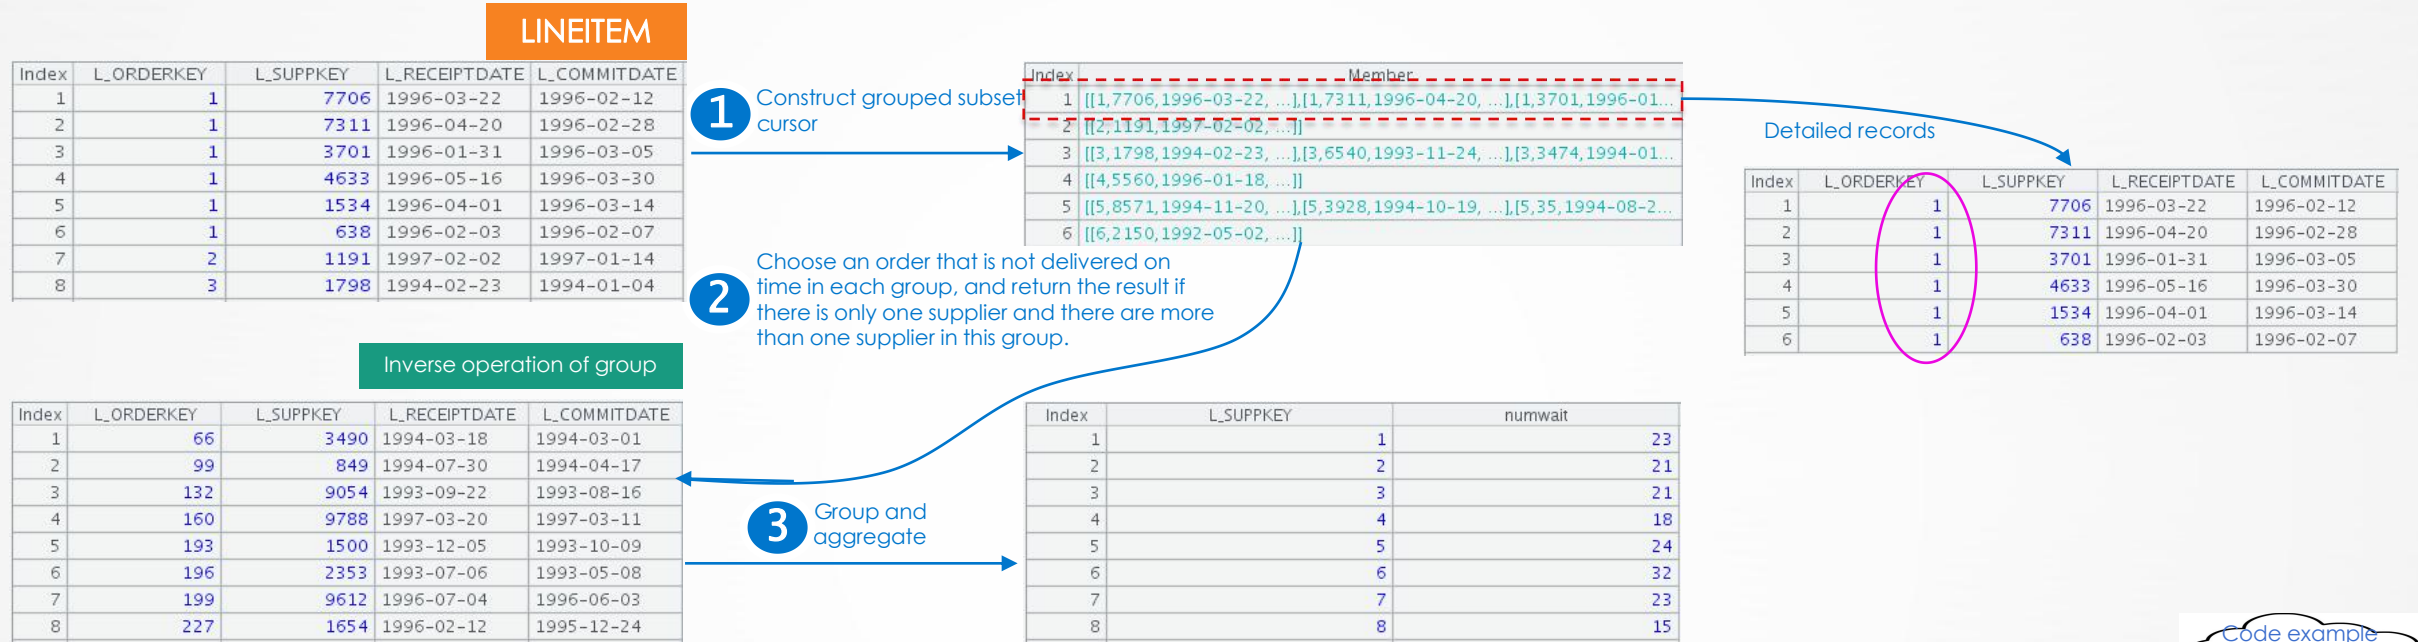 LINEITEM
Index L_ORDERKEY L_SUPPKEY L_RECEIPTDATE L_COMMITDATE
1 1 7706 1996-03-22 1996-02-12
2 1 7311 1996-04-20 1996-02-28
3 1 3701 1996-01-31 1996-03-05
4 1 4633 1996-05-16 1996-03-30
5 1 1534 1996-04-01 1996-03-14
6 1 638 1996-02-03 1996-02-07
7 2 1191 1997-02-02 1997-01-14
8 3 1798 1994-02-23 1994-01-04
1 Construct grouped subset
cursor
Index Member
1 [[1,7706,1996-03-22, ...],[1,7311,1996-04-20, ...],[1,3701,1996-01...
2 [[2,1191,1997-02-02, ...]]
3 [[3,1798,1994-02-23, ...],[3,6540,1993-11-24, ...],[3,3474,1994-01...
4 [[4,5560,1996-01-18, ...]]
5 [[5,8571,1994-11-20, ...],[5,3928,1994-10-19, ...],[5,35,1994-08-2...
6 [[6,2150,1992-05-02, ...]]
Detailed records
Index L_ORDERKEY L_SUPPKEY L_RECEIPTDATE L_COMMITDATE
1 1 7706 1996-03-22 1996-02-12
2 1 7311 1996-04-20 1996-02-28
3 1 3701 1996-01-31 1996-03-05
4 1 4633 1996-05-16 1996-03-30
5 1 1534 1996-04-01 1996-03-14
6 1 638 1996-02-03 1996-02-07
2 Choose an order that is not delivered on
time in each group, and return the result if
there is only one supplier and there are more
than one supplier in this group.
Inverse operation of group
Index L_ORDERKEY L_SUPPKEY L_RECEIPTDATE L_COMMITDATE
1 66 3490 1994-03-18 1994-03-01
2 99 849 1994-07-30 1994-04-17
3 132 9054 1993-09-22 1993-08-16
4 160 9788 1997-03-20 1997-03-11
5 193 1500 1993-12-05 1993-10-09
6 196 2353 1993-07-06 1993-05-08
7 199 9612 1996-07-04 1996-06-03
8 227 1654 1996-02-12 1995-12-24
3 Group and
aggregate
Index L_SUPPKEY numwait
1 1 23
2 2 21
3 3 21
4 4 18
5 5 24
6 6 32
7 7 23
8 8 15
Code example